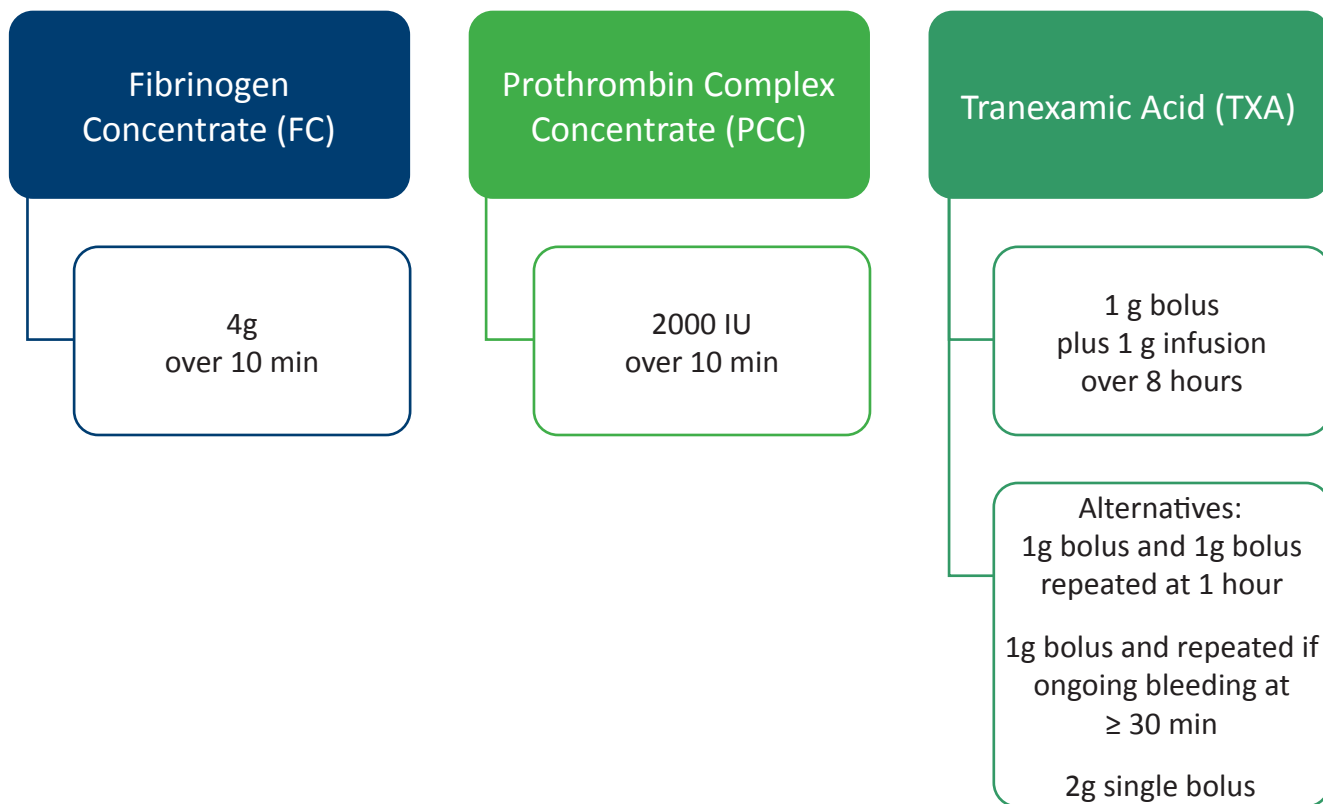 Fibrinogen
Concentrate (FC)
4g
over 10 min
Prothrombin Complex
Concentrate (PCC)
2000 IU
over 10 min
Tranexamic Acid (TXA)
1 g bolus
plus 1 g infusion
over 8 hours
Alternatives:
1g bolus and 1g bolus
repeated at 1 hour
1g bolus and repeated if
ongoing bleeding at
≥ 30 min
2g single bolus